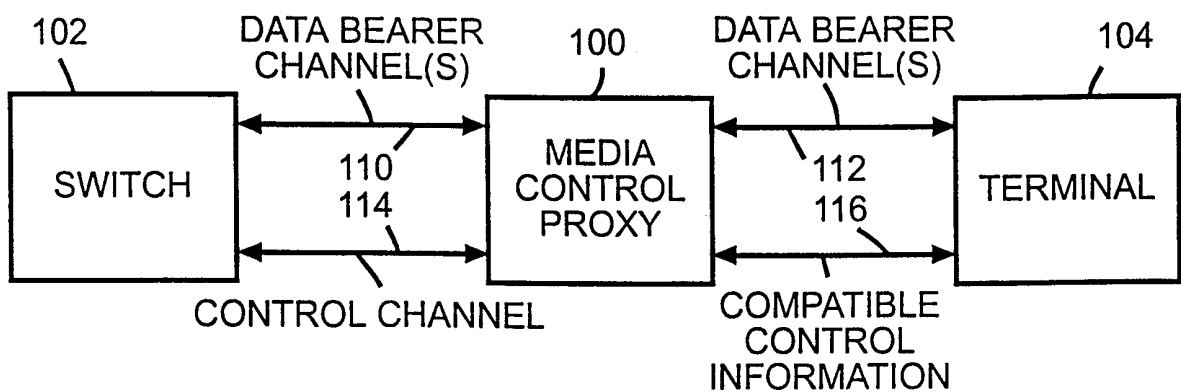 102
DATA BEARER
CHANNEL(S)
100
DATA BEARER
CHANNEL(S)
104
SWITCH
110
114
MEDIA
CONTROL
PROXY
112
116
TERMINAL
CONTROL CHANNEL
COMPATIBLE
CONTROL
INFORMATION